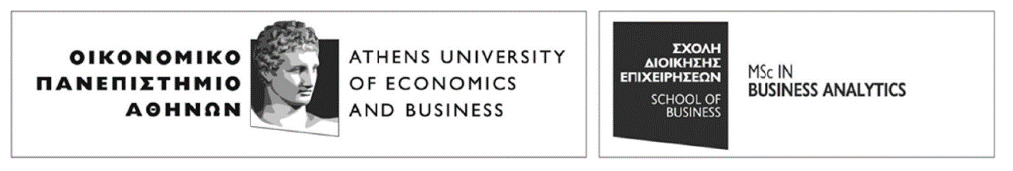 ΟΙΚΟΝΟΜΙΚΟ
ΠΑΝΕΠΙΣΤΗΜΙΟ
ΑΘΗΝΩΝ
ATHENS UNIVERSITY
OF ECONOMICS
AND BUSINESS
ΣΧΟΛΗ
ΔΙΟΙΚΗΣΗΣ
ΕΠΙΧΕΙΡΗΣΕΩΝ
SCHOOL OF
BUSINESS
MSc IN
BUSINESS ANALYTICS